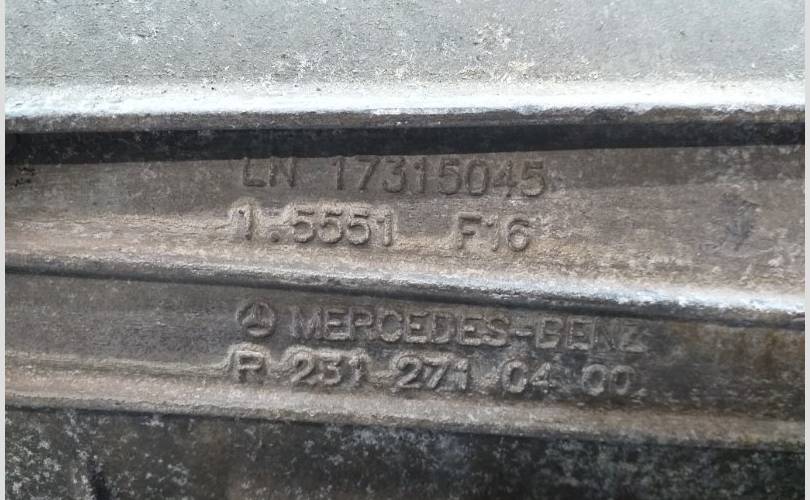 LN 17315045
1.5551 F16
MERCEDES-BENZ
R 231 271 04 00